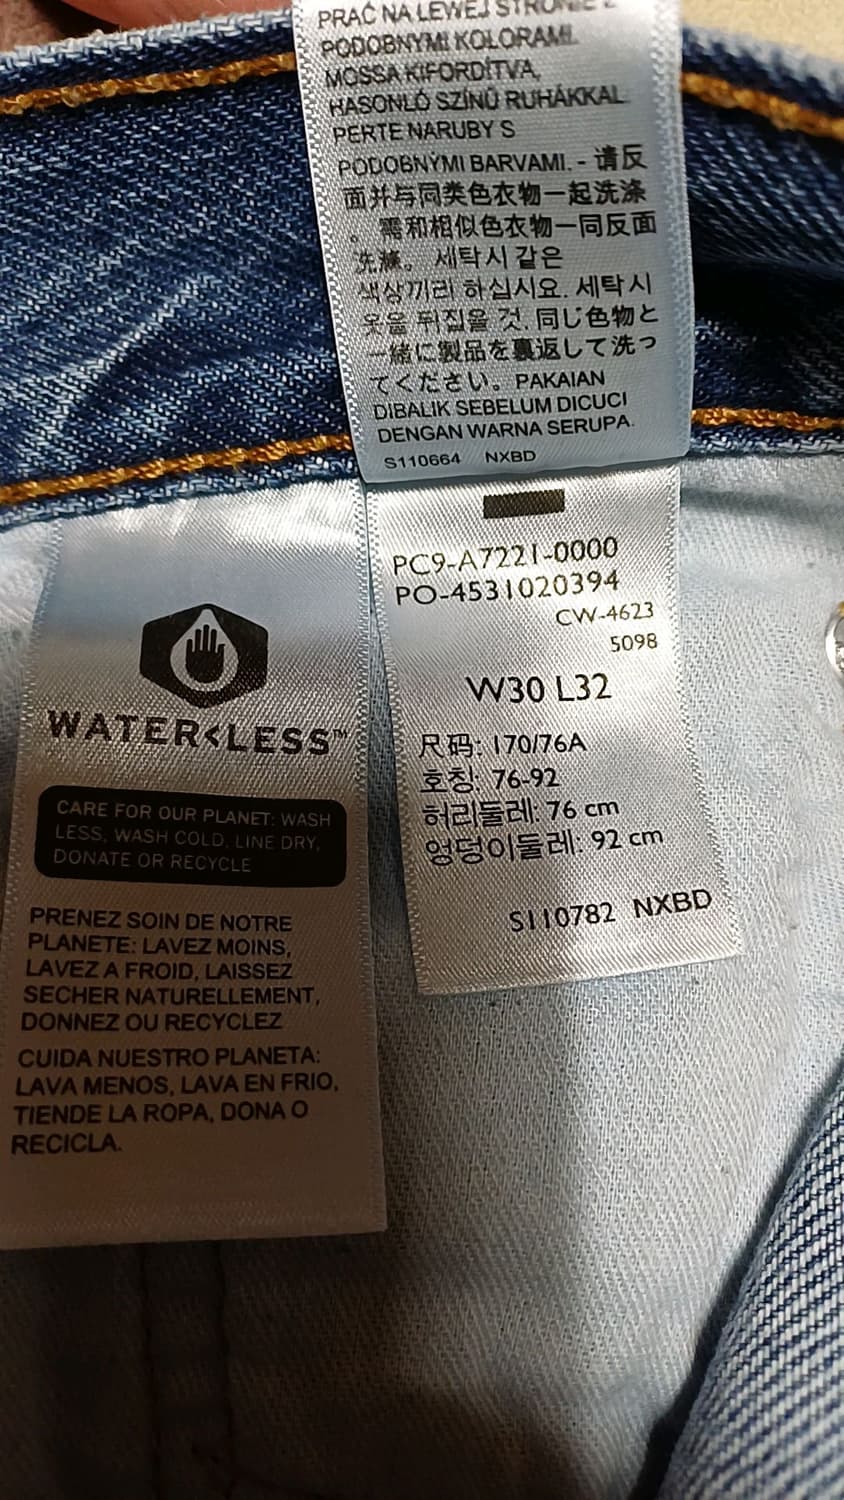 PRAĆ NA LEWEJ STRONIE Z
PODOBNYMI KOLORAMI.
MOSSA KIFORDÍTVA,
HASONLÓ SZÍNŰ RUHÁKKAL
PERTE NARUBY S
PODOBNÝMI BARVAMI. - 请反
面并与同类色衣物一起洗涤
。需和相似色衣物一同反面
洗滌。 세탁시 같은
색상끼리 하십시요. 세탁시
옷을 뒤집을 것. 同じ色物と
一緒に製品を裏返して洗っ
てください。PAKAIAN
DIBALIK SEBELUM DICUCI
DENGAN WARNA SERUPA.
S110664 NXBD
PC9-A7221-0000
PO-4531020394
CW-4623
5098
W30 L32
尺码: 170/76A
호칭: 76-92
허리둘레: 76 cm
엉덩이둘레: 92 cm
S110782 NXBD
WATER<LESS™
CARE FOR OUR PLANET: WASH
LESS, WASH COLD, LINE DRY,
DONATE OR RECYCLE
PRENEZ SOIN DE NOTRE
PLANETE: LAVEZ MOINS,
LAVEZ A FROID, LAISSEZ
SECHER NATURELLEMENT,
DONNEZ OU RECYCLEZ
CUIDA NUESTRO PLANETA:
LAVA MENOS, LAVA EN FRIO,
TIENDE LA ROPA, DONA O
RECICLA.